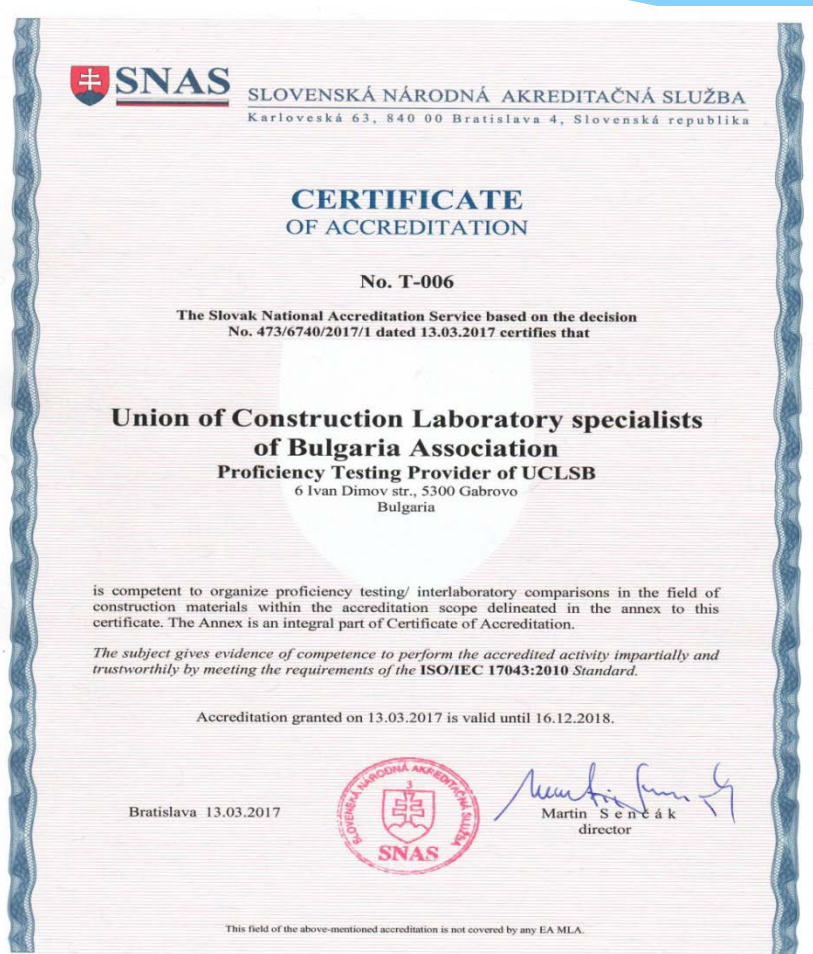 SNAS
SLOVENSKÁ NÁRODNÁ AKREDITAČNÁ SLUŽBA
Karloveská 63, 840 00 Bratislava 4, Slovenská republika
CERTIFICATE
OF ACCREDITATION
No. T-006
The Slovak National Accreditation Service based on the decision
No. 473/6740/2017/1 dated 13.03.2017 certifies that
Union of Construction Laboratory specialists
of Bulgaria Association
Proficiency Testing Provider of UCLSB
6 Ivan Dimov str., 5300 Gabrovo
Bulgaria
is competent to organize proficiency testing/ interlaboratory comparisons in the field of
construction materials within the accreditation scope delineated in the annex to this
certificate. The Annex is an integral part of Certificate of Accreditation.
The subject gives evidence of competence to perform the accredited activity impartially and
trustworthily by meeting the requirements of the ISO/IEC 17043:2010 Standard.
Accreditation granted on 13.03.2017 is valid until 16.12.2018.
Bratislava 13.03.2017
SLOVENSKÁ NÁRODNÁ AKREDITAČNÁ SLUŽBA
3
SNAS
Martin Senčák
director
This field of the above-mentioned accreditation is not covered by any EA MLA.